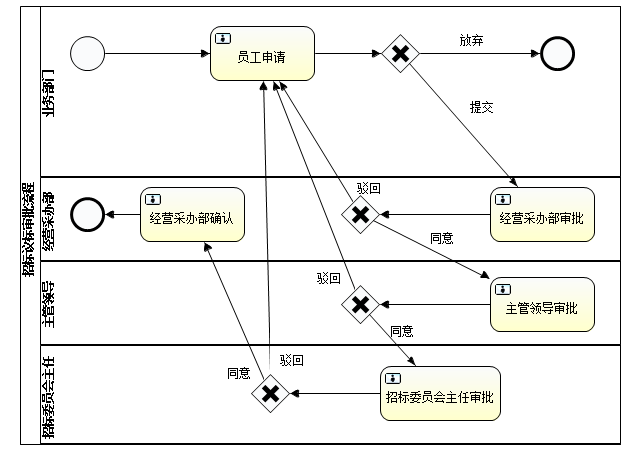 招标议标审批流程
业务部门
员工申请
放弃
提交
经营采办部
经营采办部确认
驳回
经营采办部审批
同意
主管领导
驳回
主管领导审批
同意
招标委员会主任
同意
驳回
招标委员会主任审批